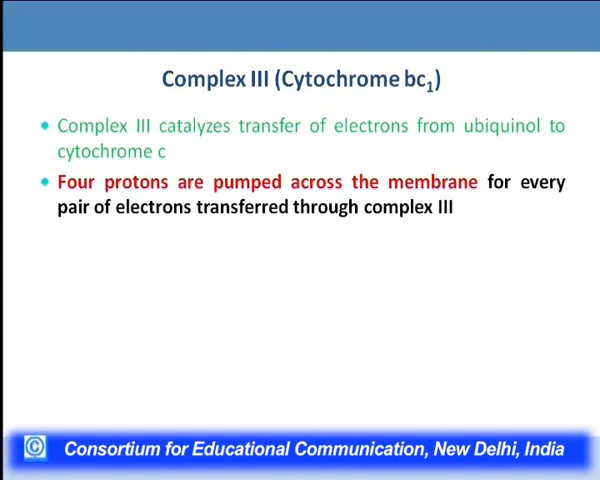 Complex III (Cytochrome bc1)
• Complex III catalyzes transfer of electrons from ubiquinol to
cytochrome c
• Four protons are pumped across the membrane for every
pair of electrons transferred through complex III
© Consortium for Educational Communication, New Delhi, India